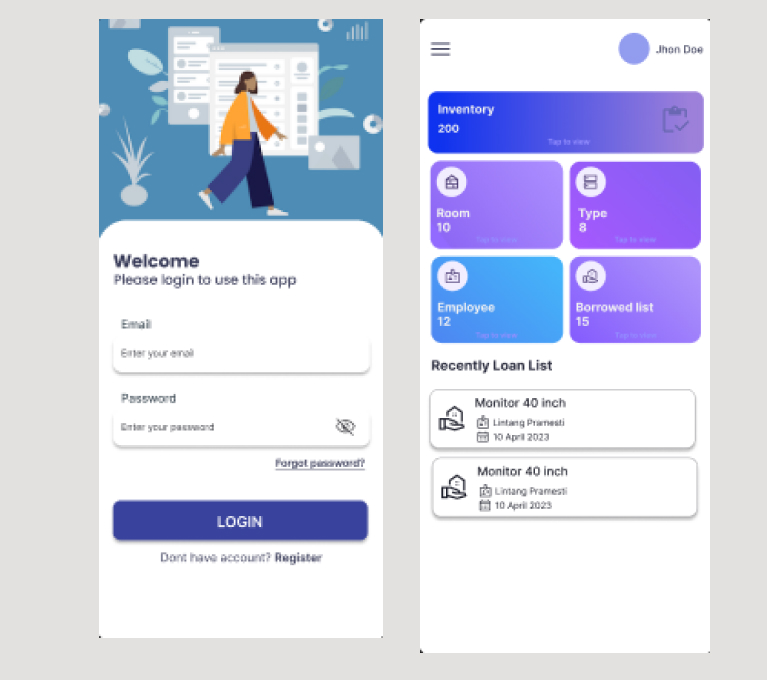 Welcome
Please login to use this app
Email
Enter your email
Password
Enter your password
Forgot password?
LOGIN
Dont have account? Register
Jhon Doe
Inventory
200
Tap to view
Room
10
Tap to view
Type
8
Tap to view
Employee
12
Tap to view
Borrowed list
15
Tap to view
Recently Loan List
Monitor 40 inch
Lintang Pramesti
10 April 2023
Monitor 40 inch
Lintang Pramesti
10 April 2023